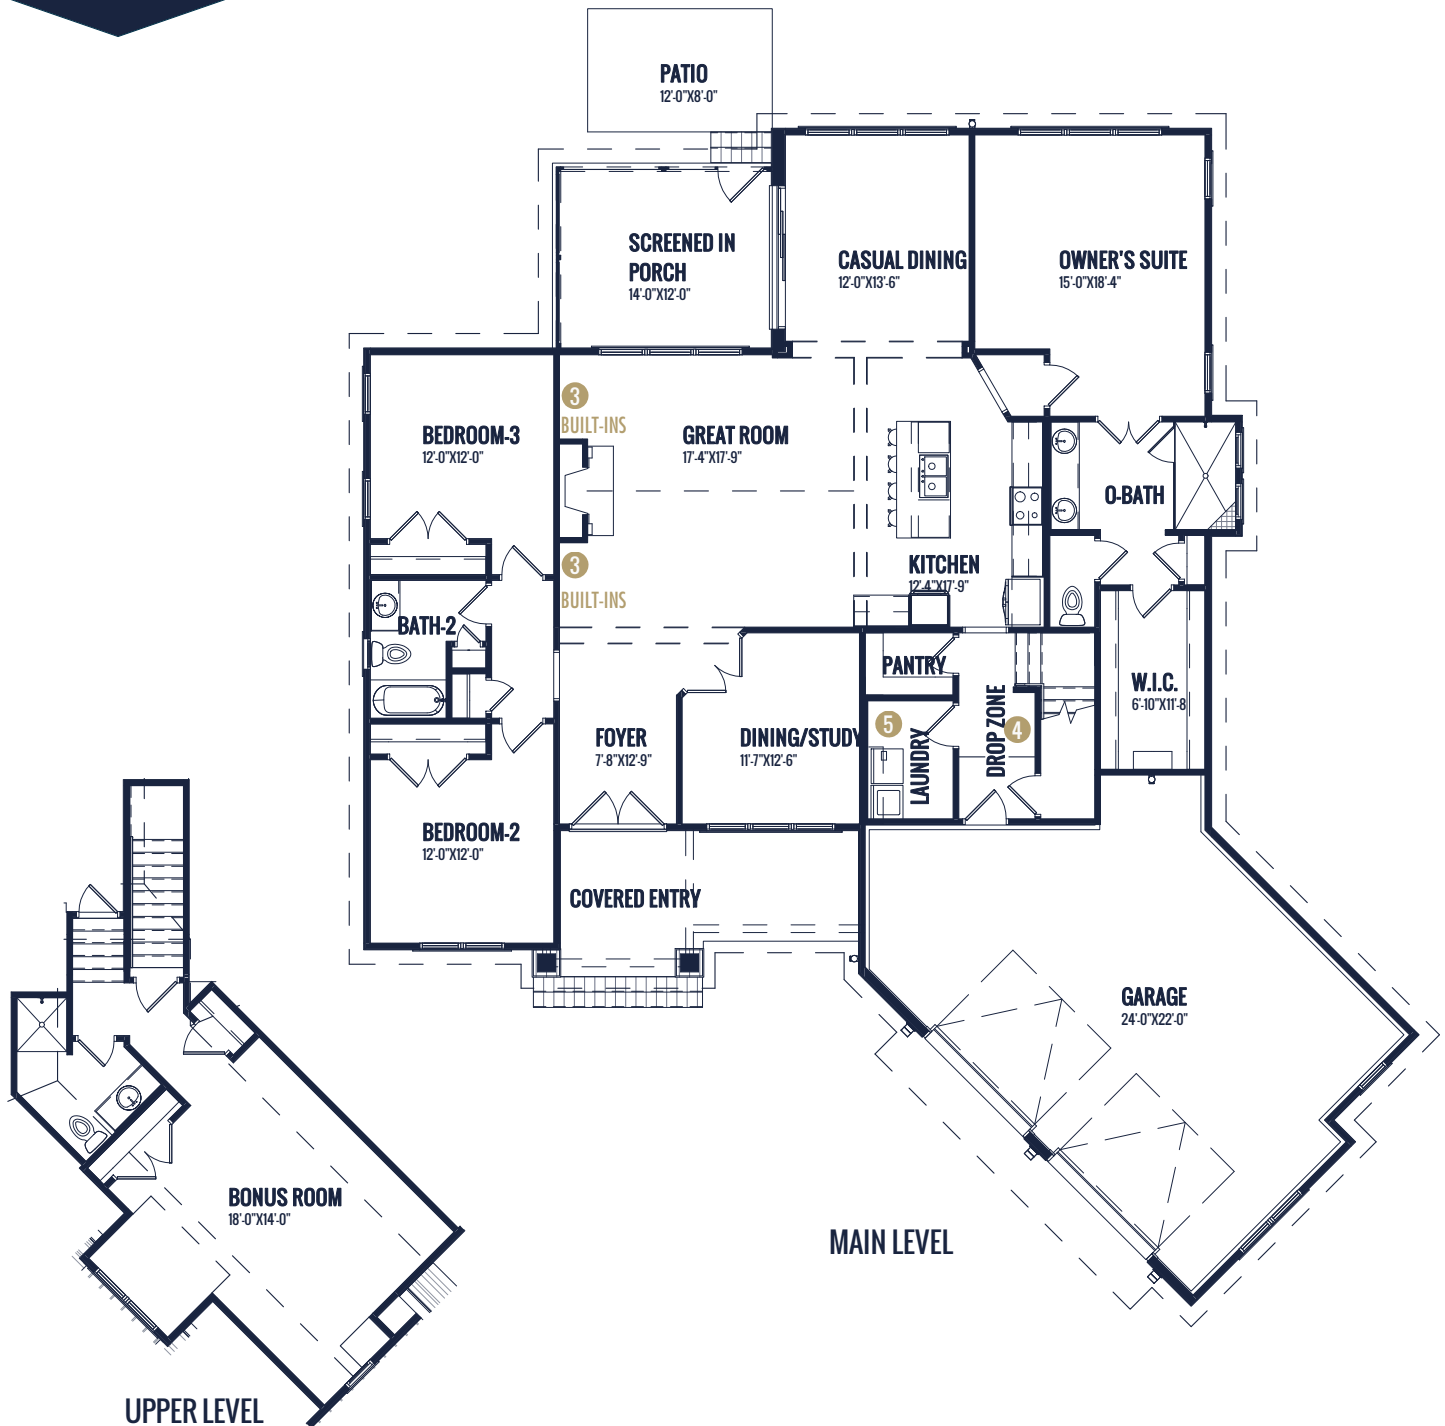 PATIO
12'-0"X8'-0"
SCREENED IN
PORCH
14'-0"X12'-0"
CASUAL DINING
12'-0"X13'-6"
OWNER'S SUITE
15'-0"X18'-4"
3
BUILT-INS
BEDROOM-3
12'-0"X12'-0"
GREAT ROOM
17'-4"X17'-9"
O-BATH
3
BUILT-INS
KITCHEN
12'-4"X17'-9"
BATH-2
PANTRY
W.I.C.
6'-10"X11'-8
5
LAUNDRY
DROP ZONE
4
FOYER
7'-8"X12'-9"
DINING/STUDY
11'-7"X12'-6"
BEDROOM-2
12'-0"X12'-0"
COVERED ENTRY
GARAGE
24'-0"X22'-0"
BONUS ROOM
18'-0"X14'-0"
MAIN LEVEL
UPPER LEVEL